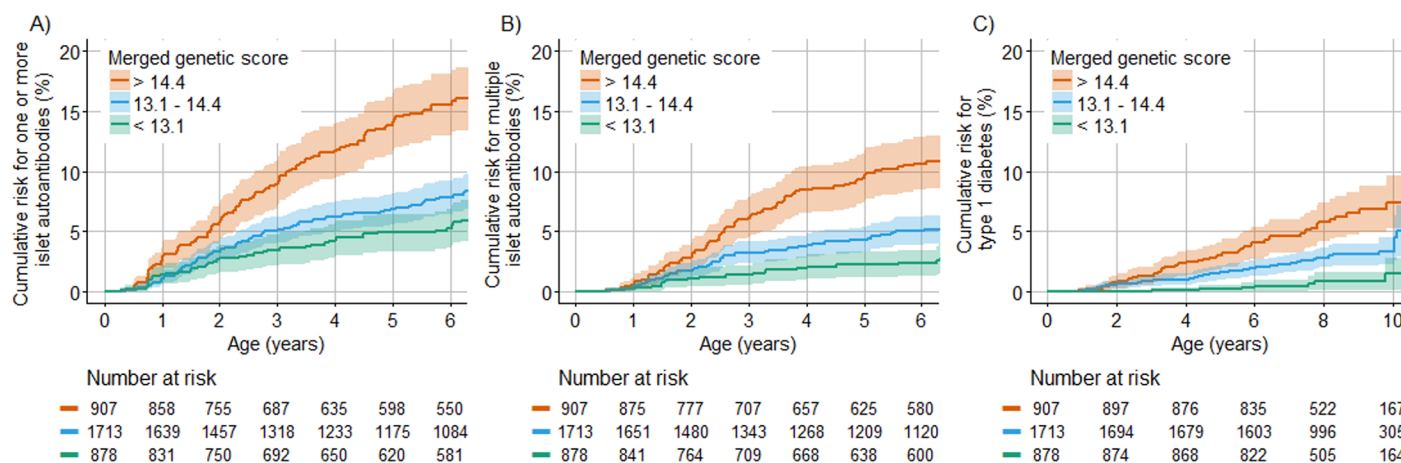 A)
Cumulative risk for one or more
islet autoantibodies (%)
20
15
10
5
0
Merged genetic score
> 14.4
13.1 - 14.4
< 13.1
0 1 2 3 4 5 6
Age (years)
Number at risk
907 858 755 687 635 598 550
1713 1639 1457 1318 1233 1175 1084
878 831 750 692 650 620 581
B)
Cumulative risk for multiple
islet autoantibodies (%)
20
15
10
5
0
Merged genetic score
> 14.4
13.1 - 14.4
< 13.1
0 1 2 3 4 5 6
Age (years)
Number at risk
907 875 777 707 657 625 580
1713 1651 1480 1343 1268 1209 1120
878 841 764 709 668 638 600
C)
Cumulative risk for
type 1 diabetes (%)
20
15
10
5
0
Merged genetic score
> 14.4
13.1 - 14.4
< 13.1
0 2 4 6 8 10
Age (years)
Number at risk
907 897 876 835 522 167
1713 1694 1679 1603 996 305
878 874 868 822 505 164